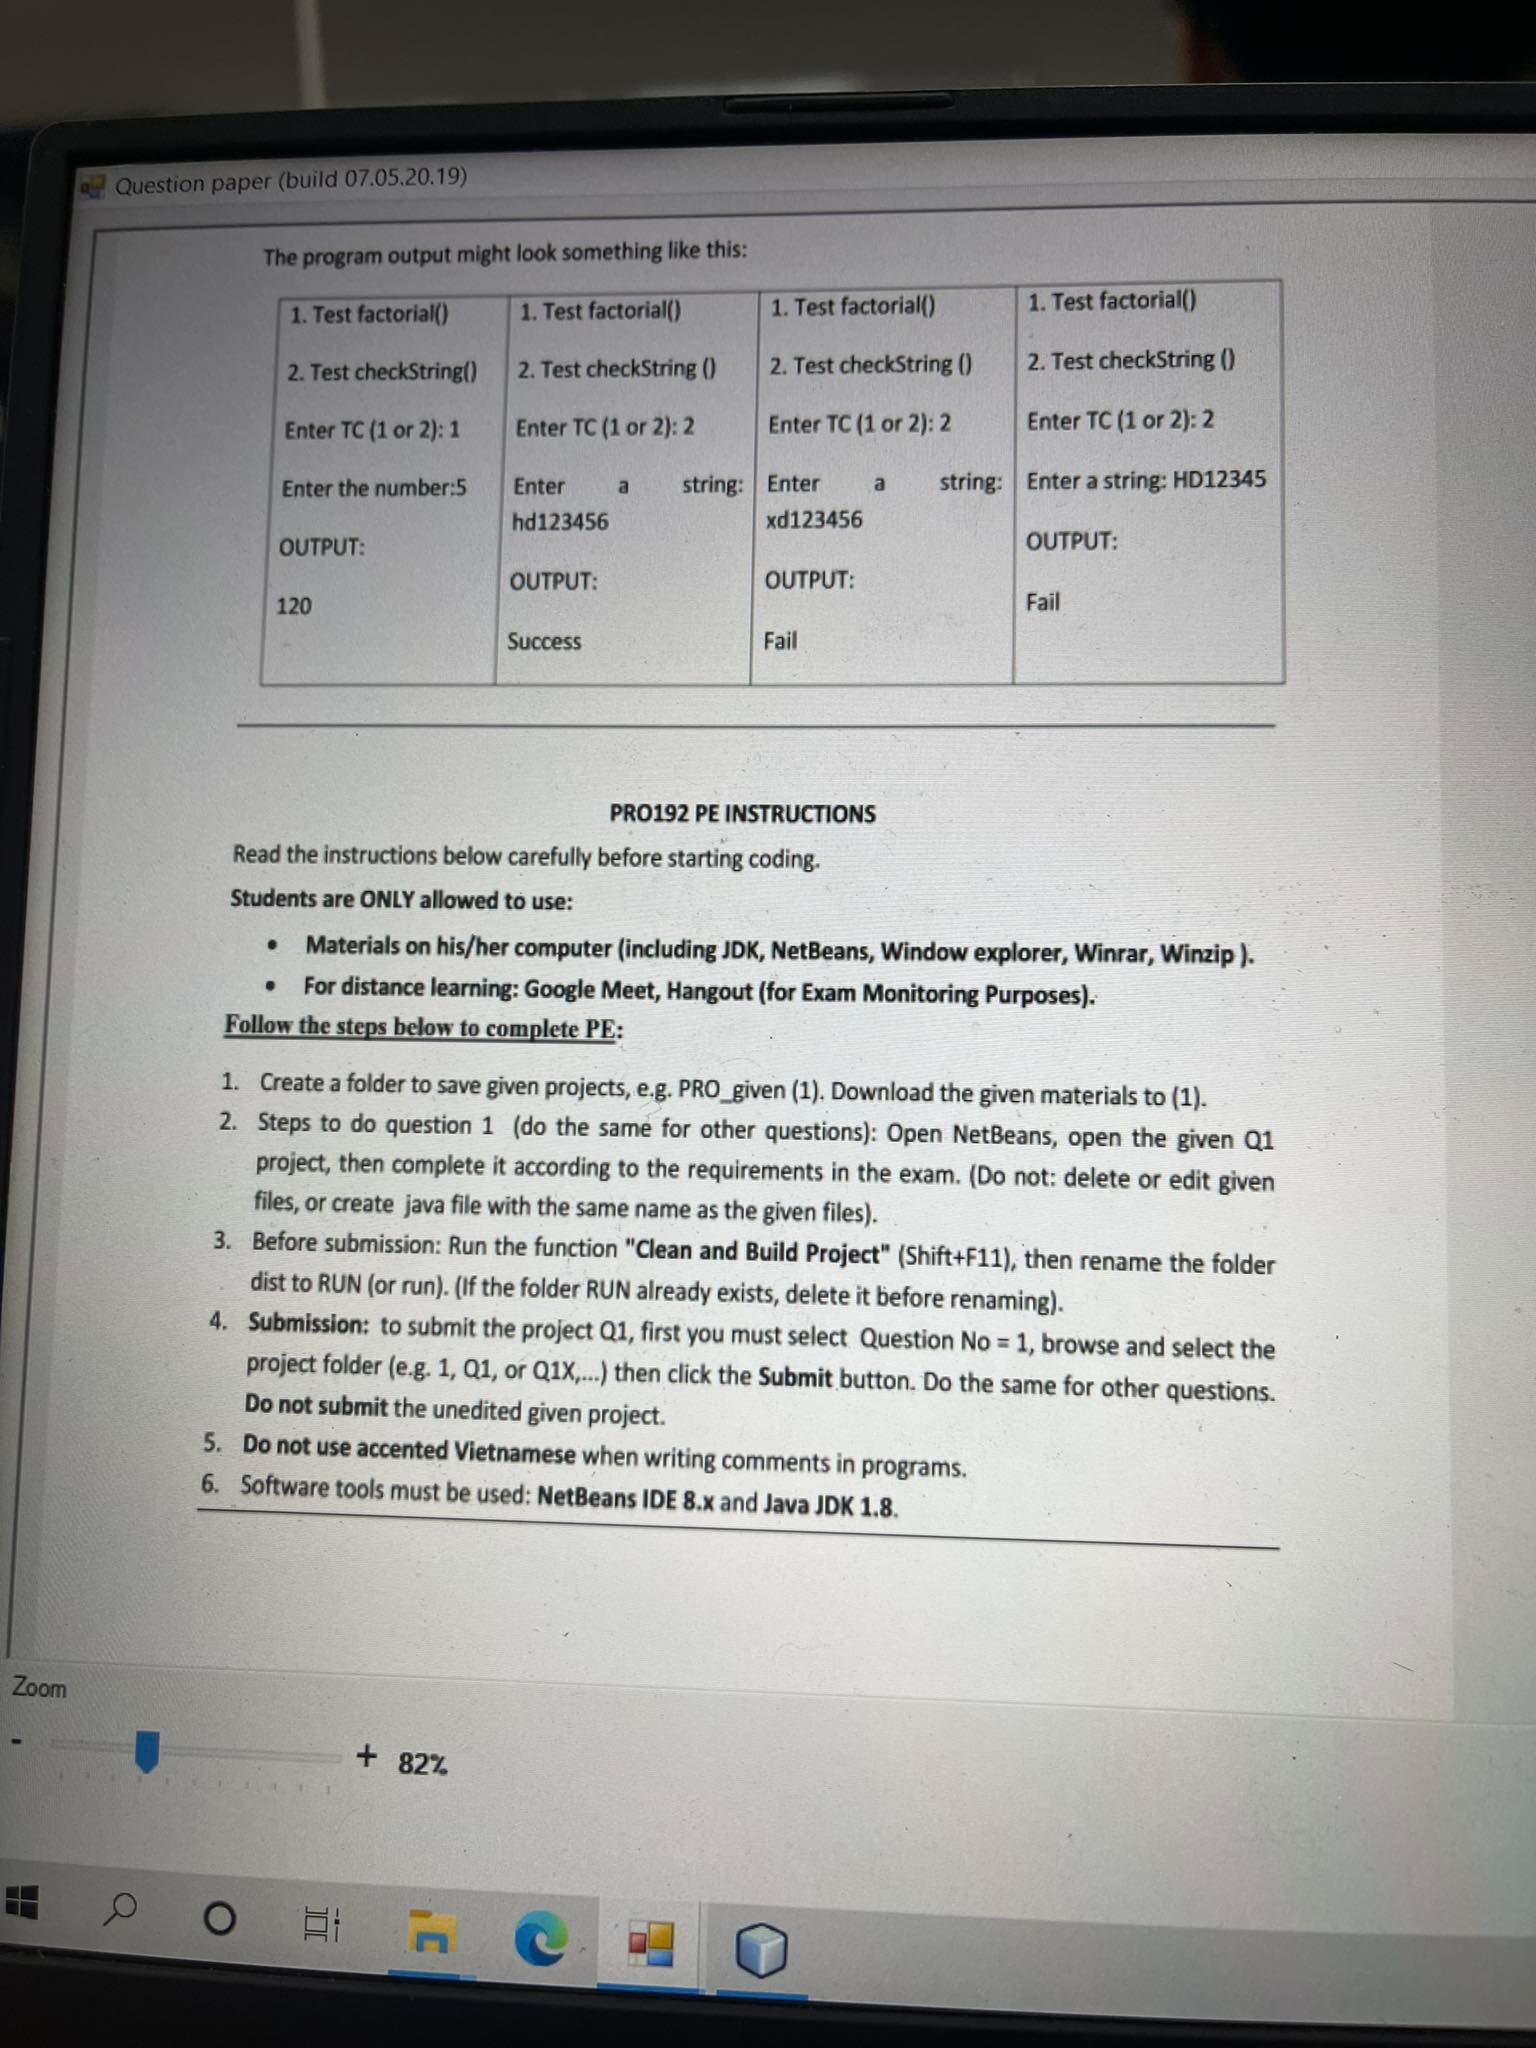 Question paper (build 07.05.20.19)
The program output might look something like this:
1. Test factorial()
2. Test checkString()
Enter TC (1 or 2): 1
Enter the number:5
OUTPUT:
120
1. Test factorial()
2. Test checkString ()
Enter TC (1 or 2): 2
Enter a string:
hd123456
OUTPUT:
Success
1. Test factorial()
2. Test checkString ()
Enter TC (1 or 2): 2
Enter a string:
xd123456
OUTPUT:
Fail
1. Test factorial()
2. Test checkString ()
Enter TC (1 or 2): 2
Enter a string: HD12345
OUTPUT:
Fail
PRO192 PE INSTRUCTIONS
Read the instructions below carefully before starting coding.
Students are ONLY allowed to use:
• Materials on his/her computer (including JDK, NetBeans, Window explorer, Winrar, Winzip ).
• For distance learning: Google Meet, Hangout (for Exam Monitoring Purposes).
Follow the steps below to complete PE:
1. Create a folder to save given projects, e.g. PRO_given (1). Download the given materials to (1).
2. Steps to do question 1 (do the same for other questions): Open NetBeans, open the given Q1
project, then complete it according to the requirements in the exam. (Do not: delete or edit given
files, or create java file with the same name as the given files).
3. Before submission: Run the function "Clean and Build Project" (Shift+F11), then rename the folder
dist to RUN (or run). (If the folder RUN already exists, delete it before renaming).
4. Submission: to submit the project Q1, first you must select Question No = 1, browse and select the
project folder (e.g. 1, Q1, or Q1X,...) then click the Submit button. Do the same for other questions.
Do not submit the unedited given project.
5. Do not use accented Vietnamese when writing comments in programs.
6. Software tools must be used: NetBeans IDE 8.x and Java JDK 1.8.
Zoom
- + 82%